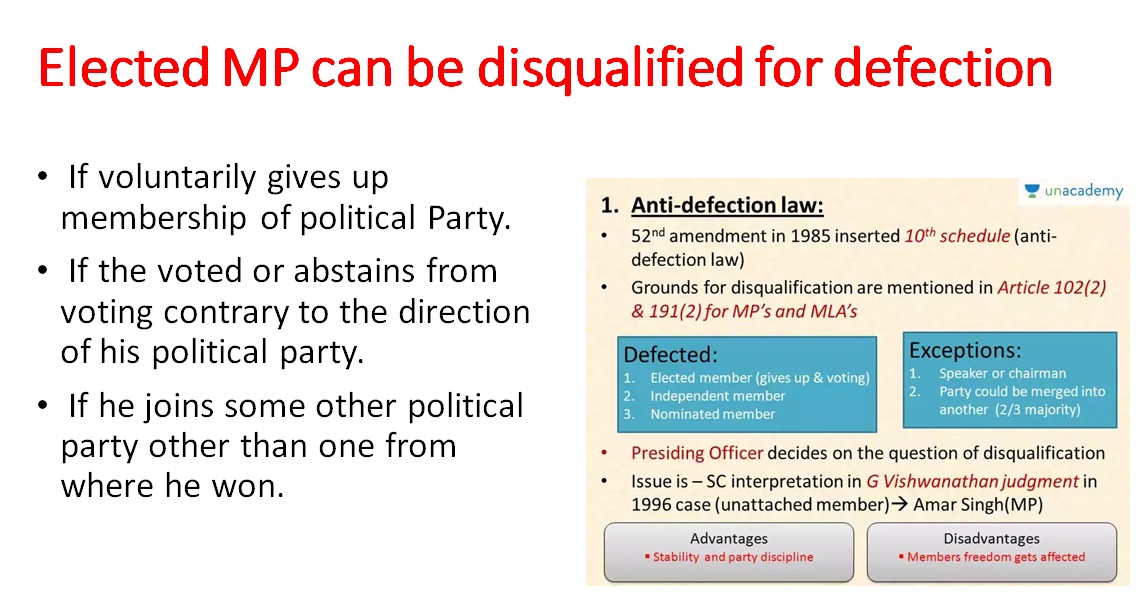 Elected MP can be disqualified for defection
• If voluntarily gives up
membership of political Party.
• If the voted or abstains from
voting contrary to the direction
of his political party.
• If he joins some other political
party other than one from
where he won.
unacademy
1. Anti-defection law:
• 52nd amendment in 1985 inserted 10th schedule (anti-
defection law)
• Grounds for disqualification are mentioned in Article 102(2)
& 191(2) for MP's and MLA's
Defected:
1. Elected member (gives up & voting)
2. Independent member
3. Nominated member
Exceptions:
1. Speaker or chairman
2. Party could be merged into
another (2/3 majority)
• Presiding Officer decides on the question of disqualification
• Issue is – SC interpretation in G Vishwanathan judgment in
1996 case (unattached member)→ Amar Singh(MP)
Advantages
▪ Stability and party discipline
Disadvantages
▪ Members freedom gets affected